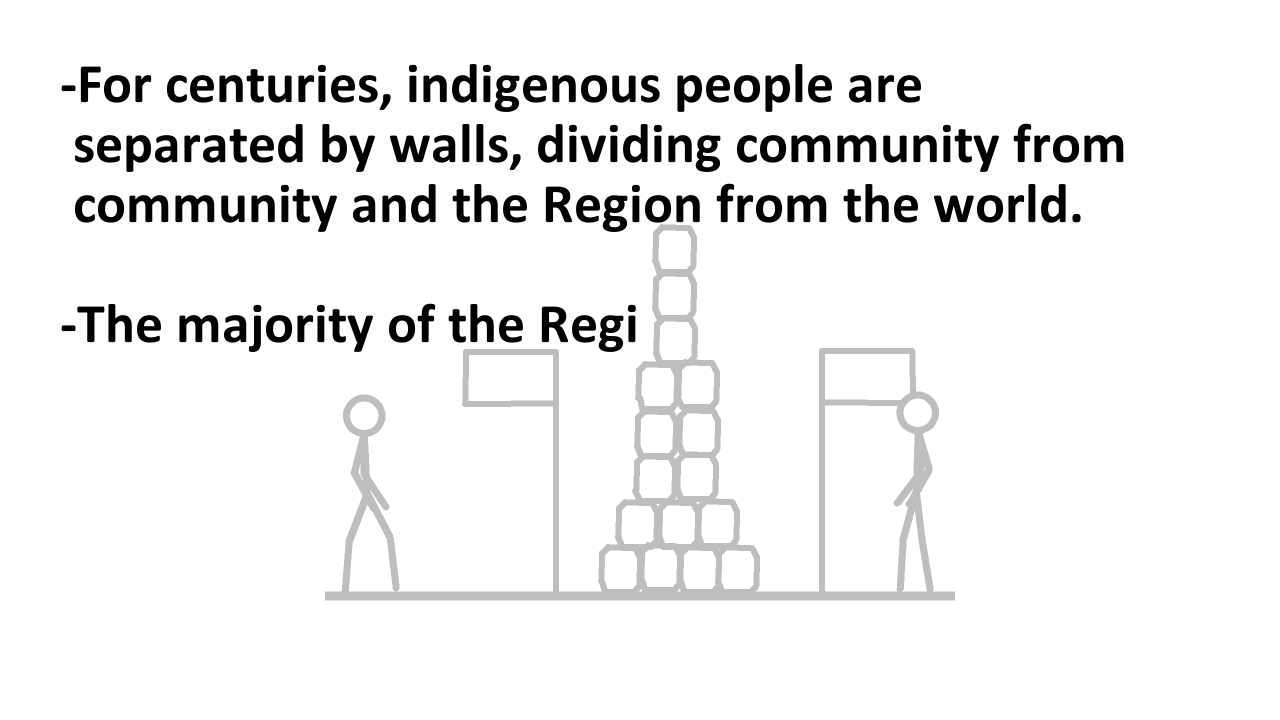 -For centuries, indigenous people are
separated by walls, dividing community from
community and the Region from the world.
-The majority of the Regi